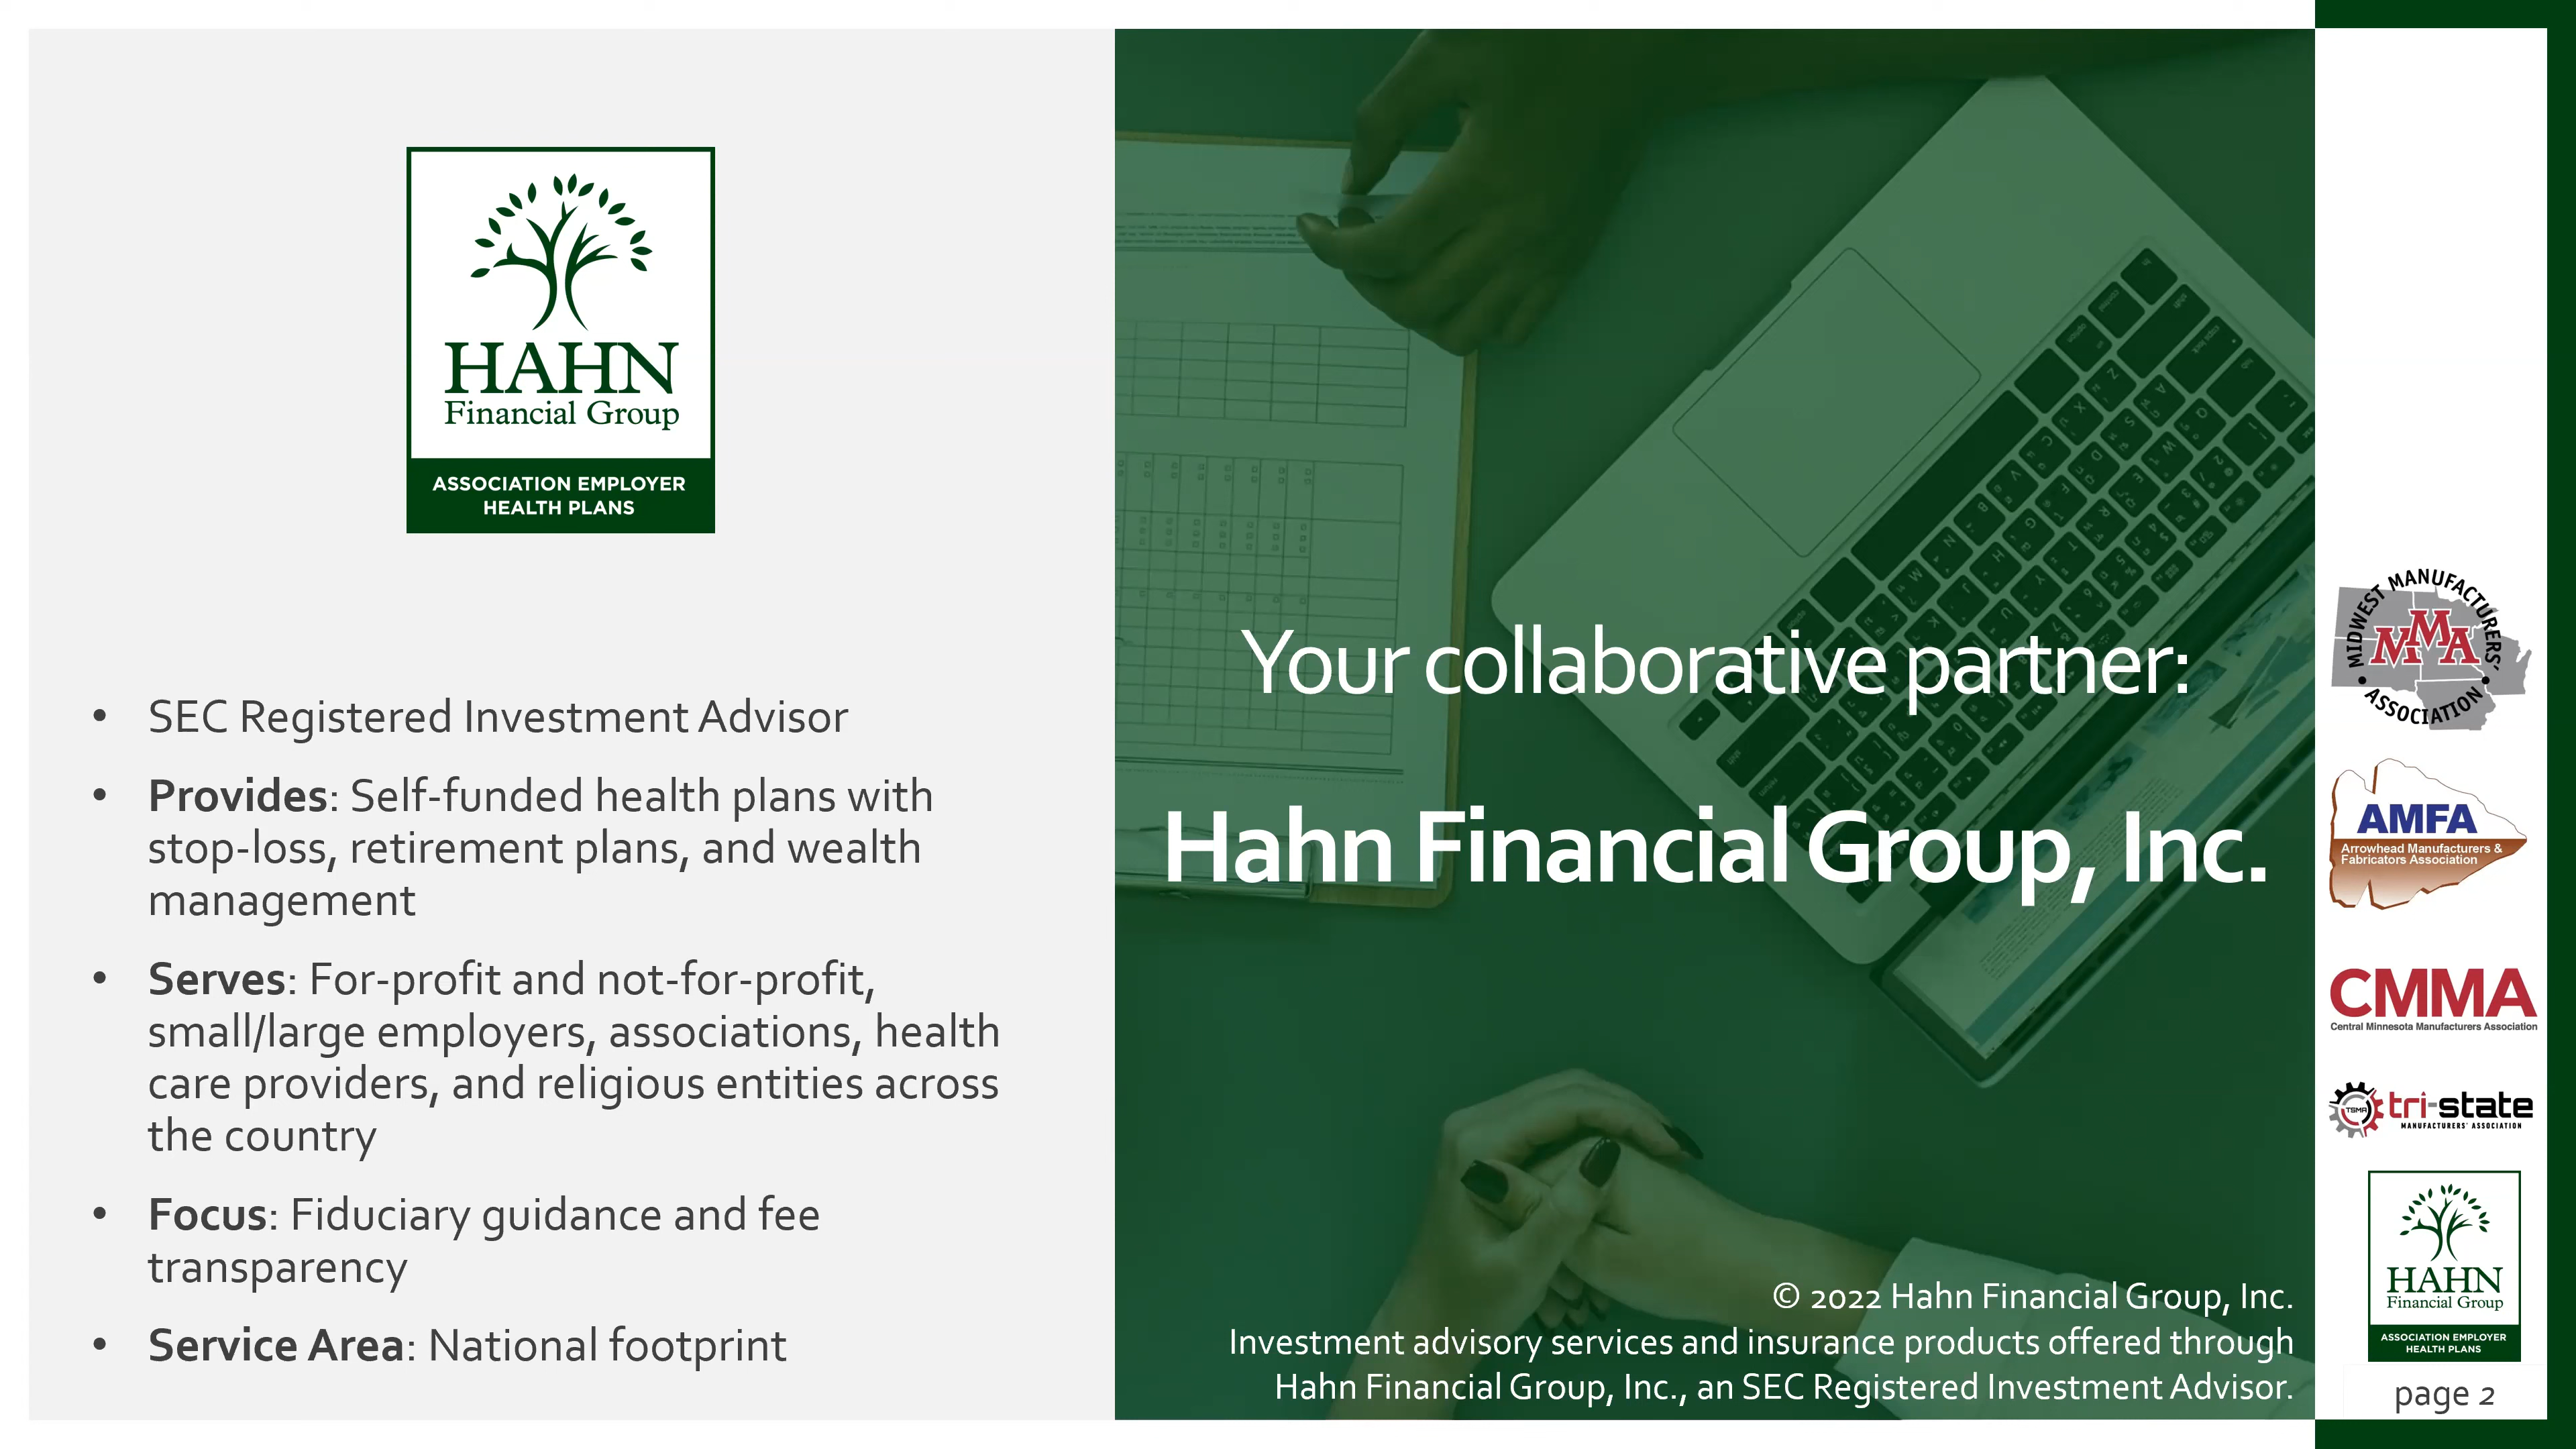 HAHN
Financial Group
ASSOCIATION EMPLOYER
HEALTH PLANS
• SEC Registered Investment Advisor
• Provides: Self-funded health plans with
stop-loss, retirement plans, and wealth
management
• Serves: For-profit and not-for-profit,
small/large employers, associations, health
care providers, and religious entities across
the country
• Focus: Fiduciary guidance and fee
transparency
• Service Area: National footprint
Your collaborative partner:
Hahn Financial Group, Inc.
© 2022 Hahn Financial Group, Inc.
Investment advisory services and insurance products offered through
Hahn Financial Group, Inc., an SEC Registered Investment Advisor.
MIDWEST MANUFACTURERS'
MMA
• ASSOCIATION •
AMFA
Arrowhead Manufacturers &
Fabricators Association
CMMA
Central Minnesota Manufacturers Association
TSMA tri-state
MANUFACTURERS' ASSOCIATION
HAHN
Financial Group
ASSOCIATION EMPLOYER
HEALTH PLANS
page 2